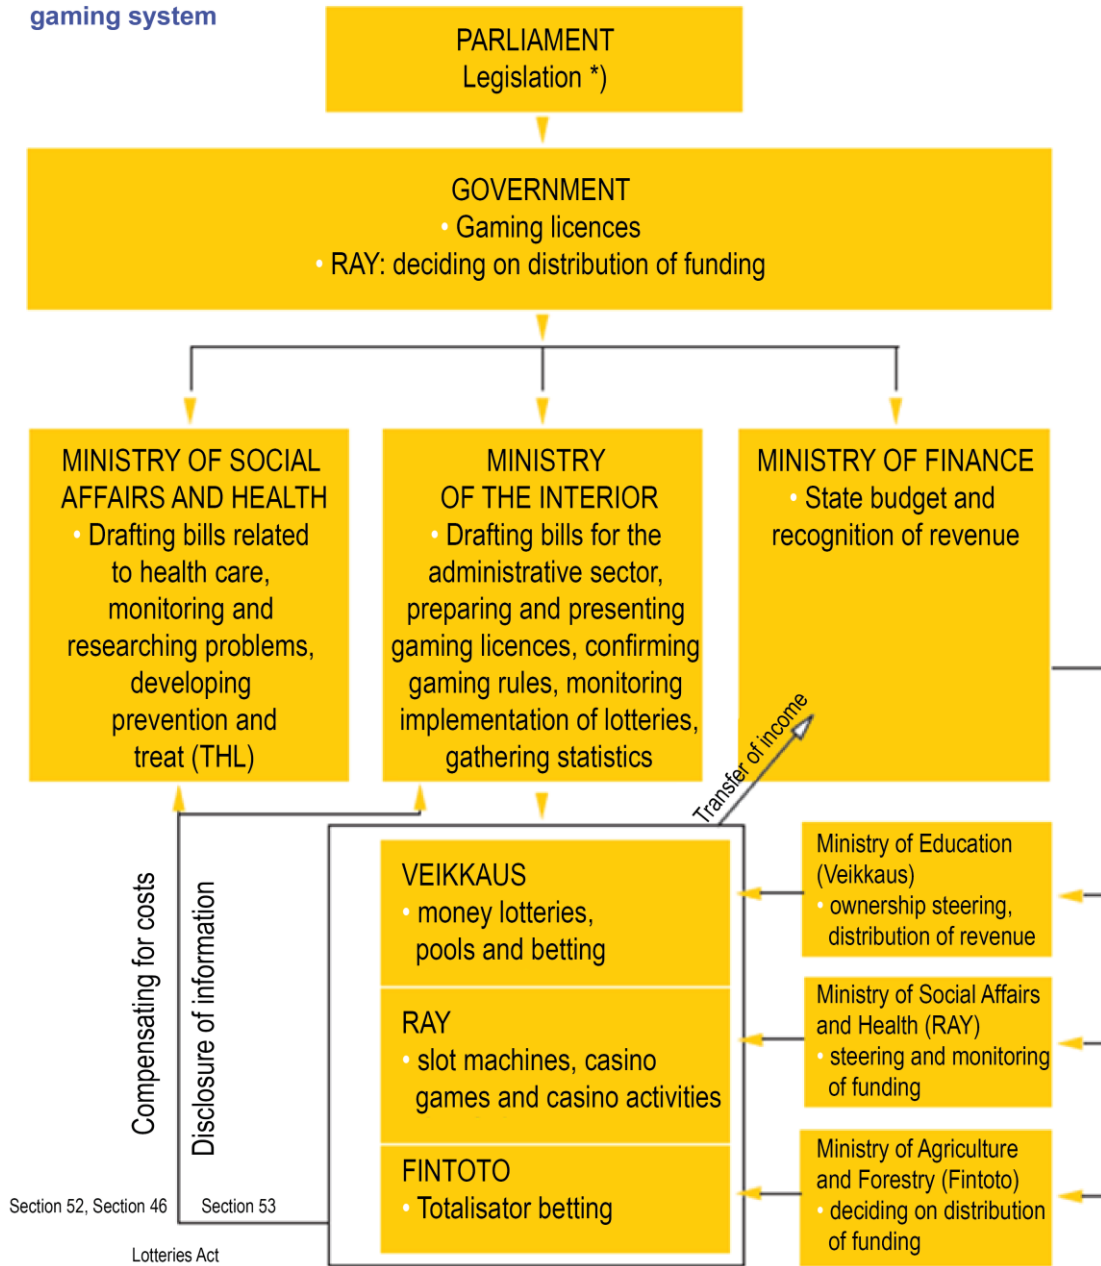 gaming system
PARLIAMENT
Legislation *)
GOVERNMENT
• Gaming licences
• RAY: deciding on distribution of funding
MINISTRY OF SOCIAL
AFFAIRS AND HEALTH
• Drafting bills related
to health care,
monitoring and
researching problems,
developing
prevention and
treat (THL)
MINISTRY
OF THE INTERIOR
• Drafting bills for the
administrative sector,
preparing and presenting
gaming licences, confirming
gaming rules, monitoring
implementation of lotteries,
gathering statistics
MINISTRY OF FINANCE
• State budget and
recognition of revenue
Transfer of income
Compensating for costs
Disclosure of information
VEIKKAUS
• money lotteries,
pools and betting
RAY
• slot machines, casino
games and casino activities
FINTOTO
• Totalisator betting
Ministry of Education
(Veikkaus)
• ownership steering,
distribution of revenue
Ministry of Social Affairs
and Health (RAY)
• steering and monitoring
of funding
Ministry of Agriculture
and Forestry (Fintoto)
• deciding on distribution
of funding
Section 52, Section 46
Section 53
Lotteries Act